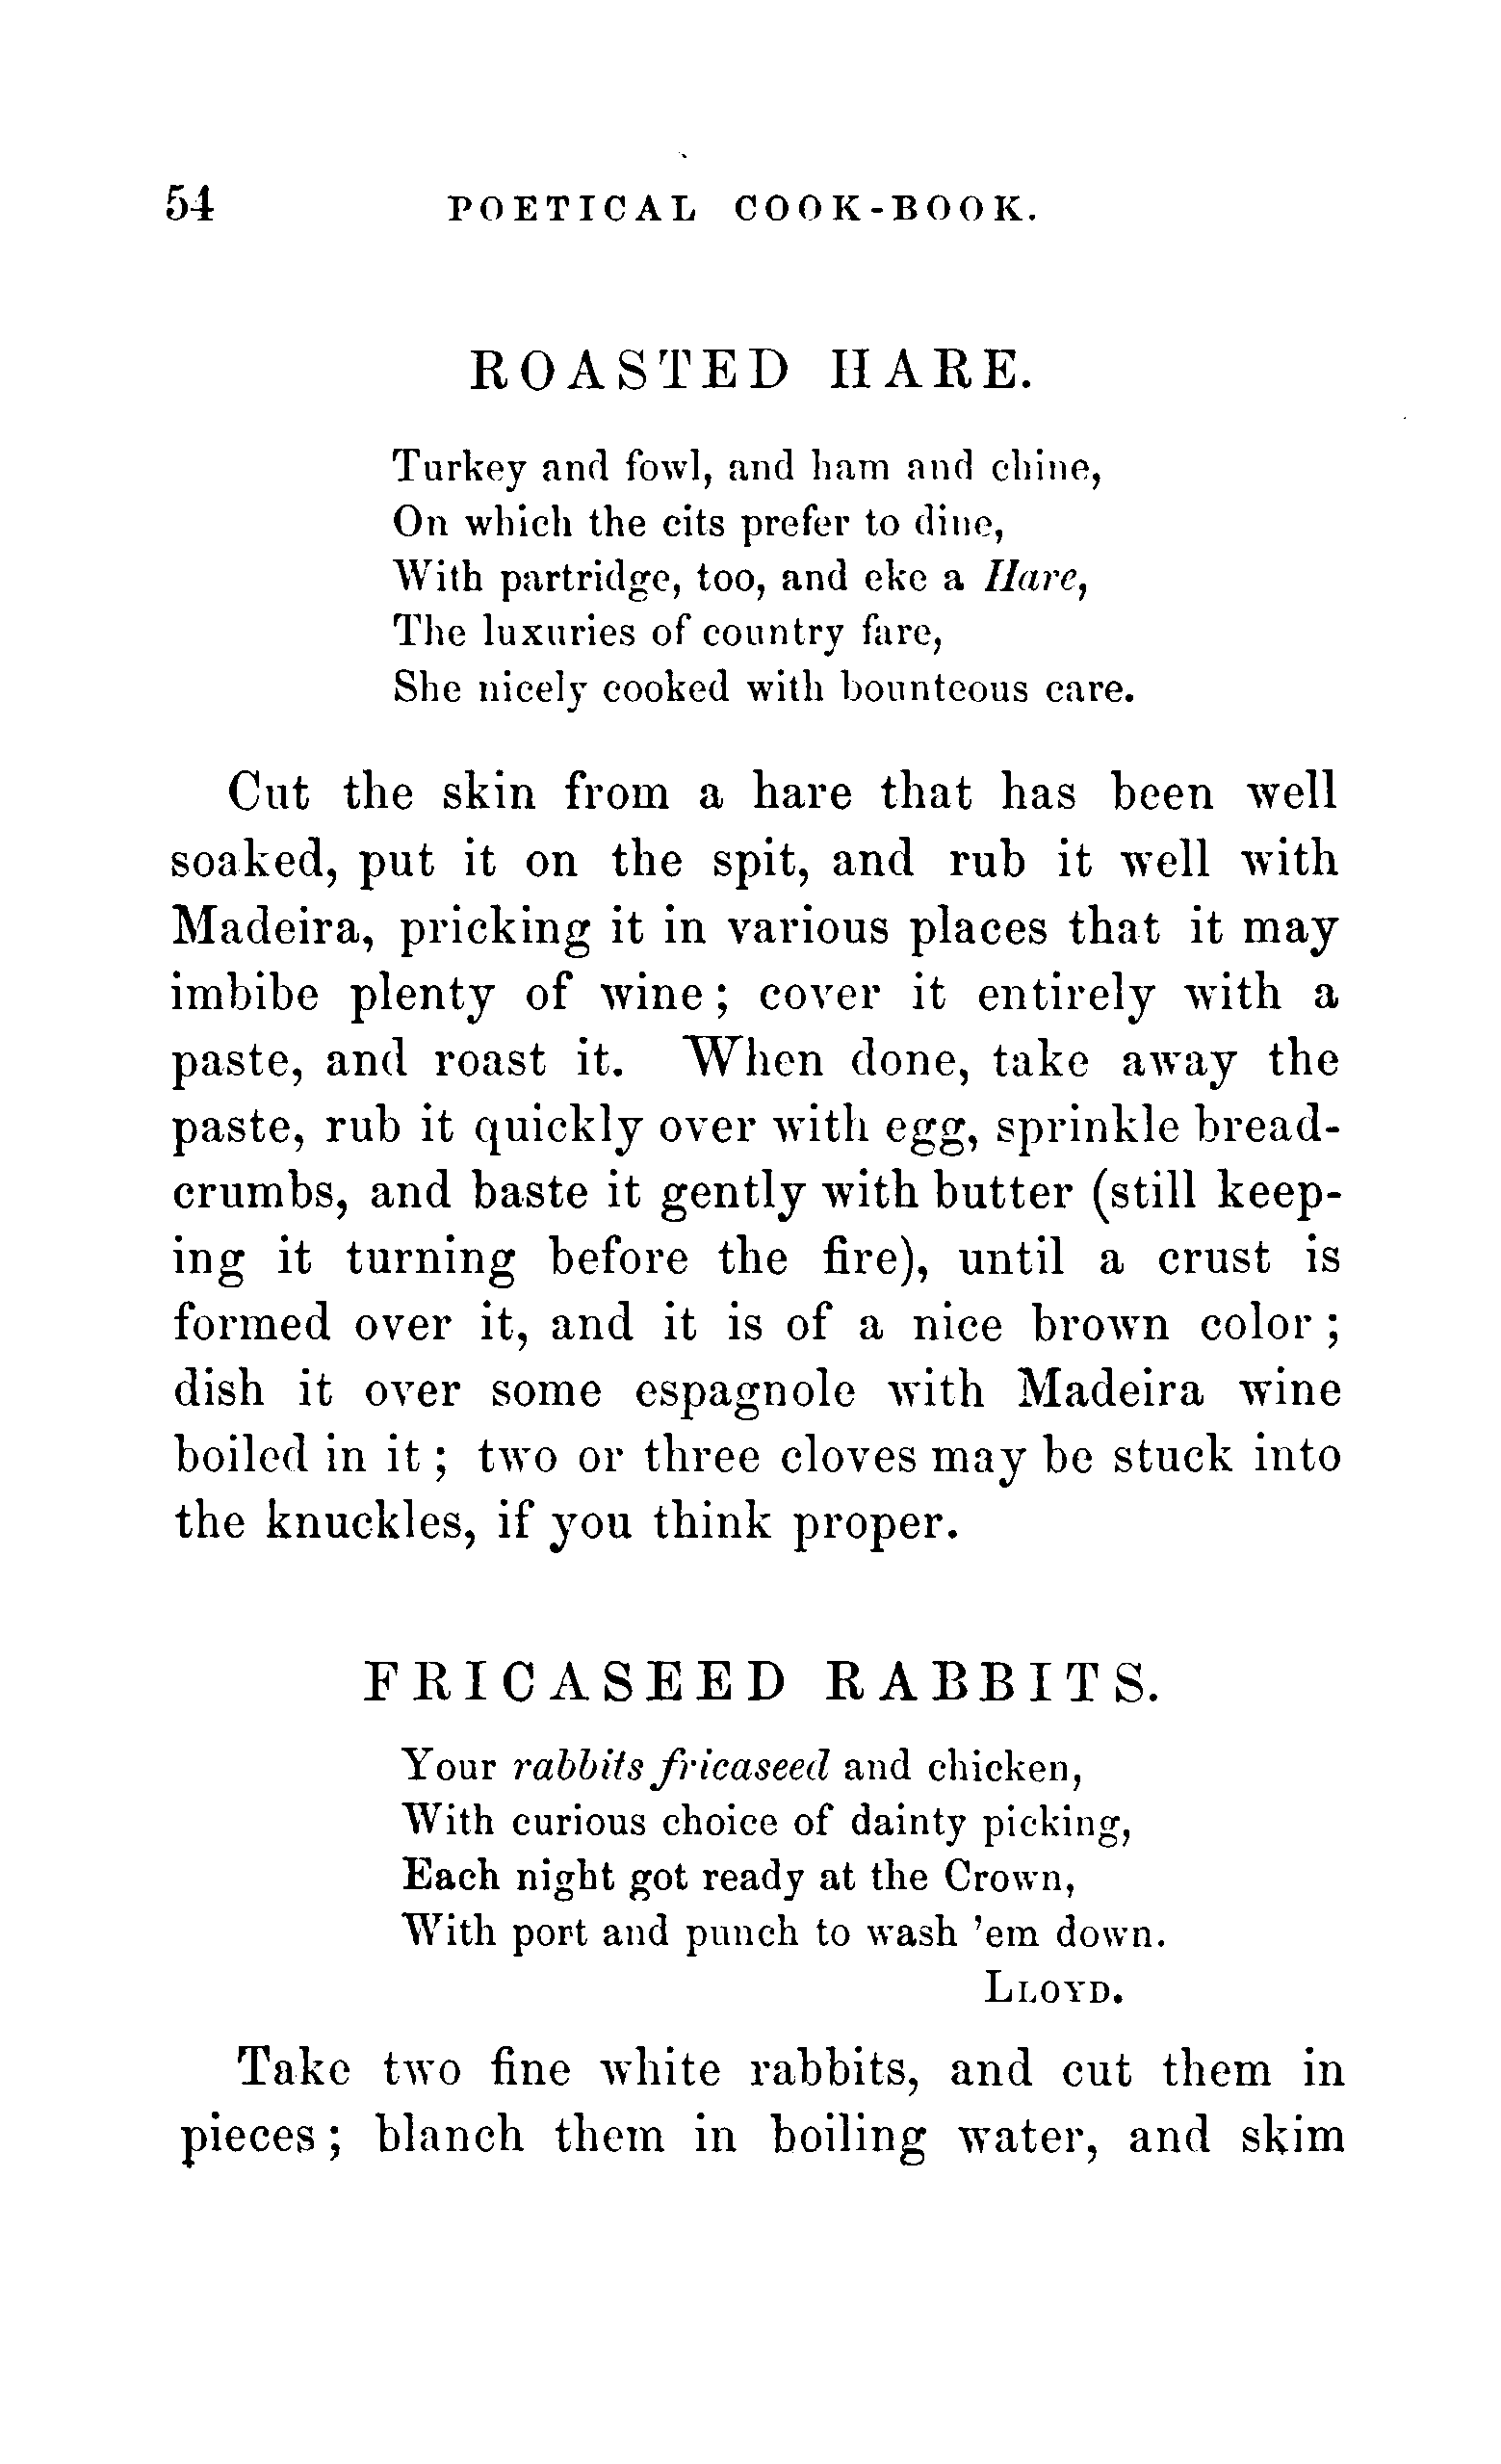 54 POETICAL COOK-BOOK.
ROASTED HARE.
Turkey and fowl, and ham and chine,
On which the cits prefer to dine,
With partridge, too, and eke a Hare,
The luxuries of country fare,
She nicely cooked with bounteous care.
Cut the skin from a hare that has been well
soaked, put it on the spit, and rub it well with
Madeira, pricking it in various places that it may
imbibe plenty of wine; cover it entirely with a
paste, and roast it. When done, take away the
paste, rub it quickly over with egg, sprinkle bread-
crumbs, and baste it gently with butter (still keep-
ing it turning before the fire), until a crust is
formed over it, and it is of a nice brown color;
dish it over some espagnole with Madeira wine
boiled in it; two or three cloves may be stuck into
the knuckles, if you think proper.
FRICASEED RABBITS.
Your rabbits fricaseed and chicken,
With curious choice of dainty picking,
Each night got ready at the Crown,
With port and punch to wash 'em down.
LLOYD.
Take two fine white rabbits, and cut them in
pieces; blanch them in boiling water, and skim